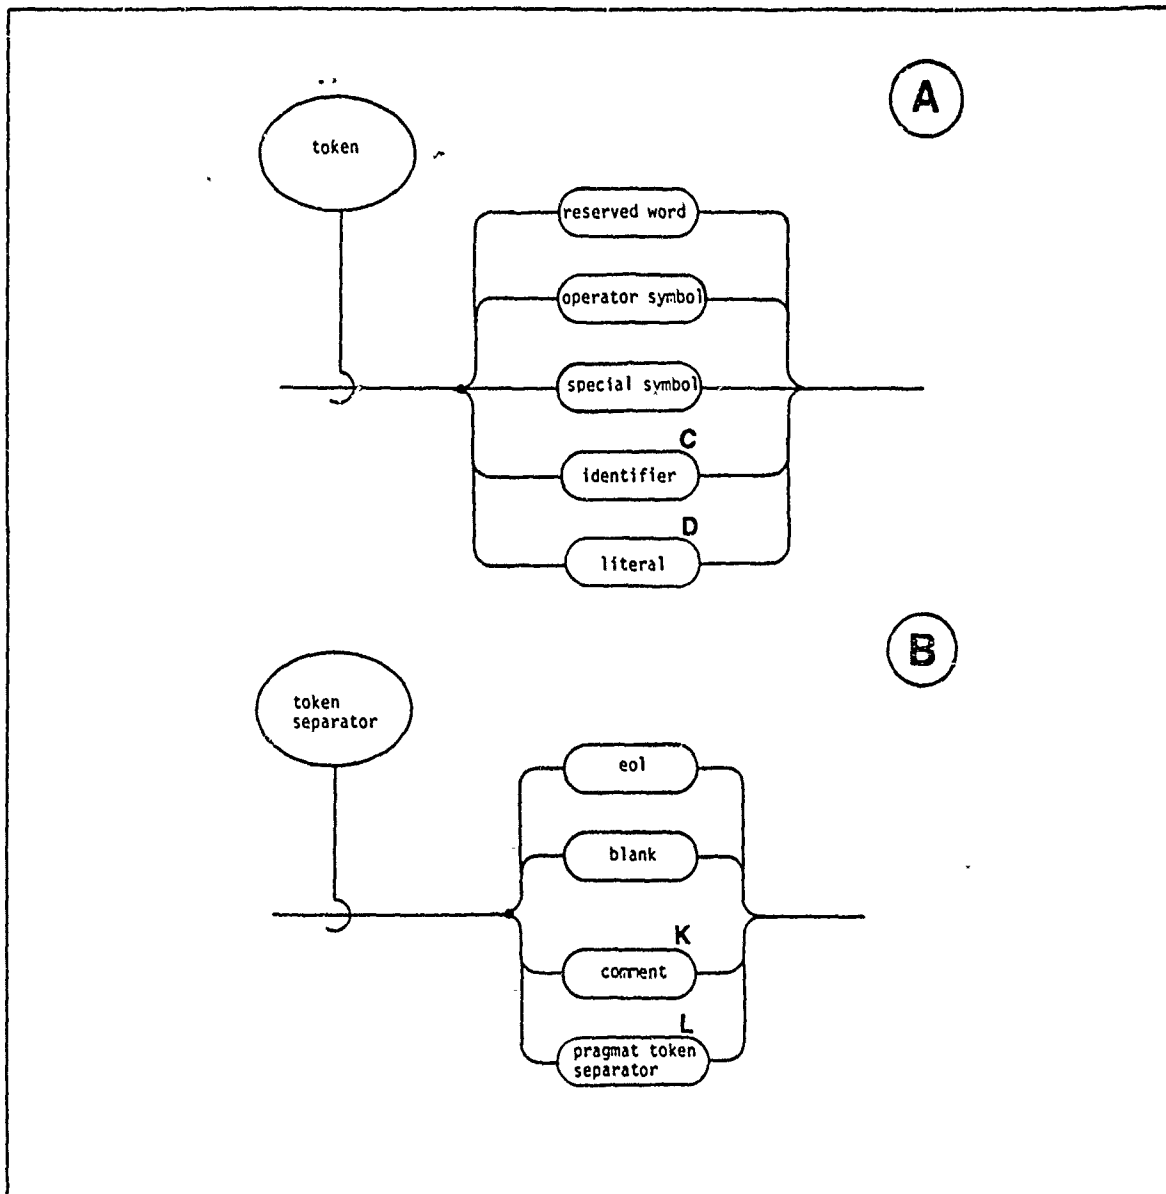 A
token
reserved word
operator symbol
special symbol
C
identifier
D
literal
B
token
separator
eol
blank
K
comment
L
pragmat token
separator